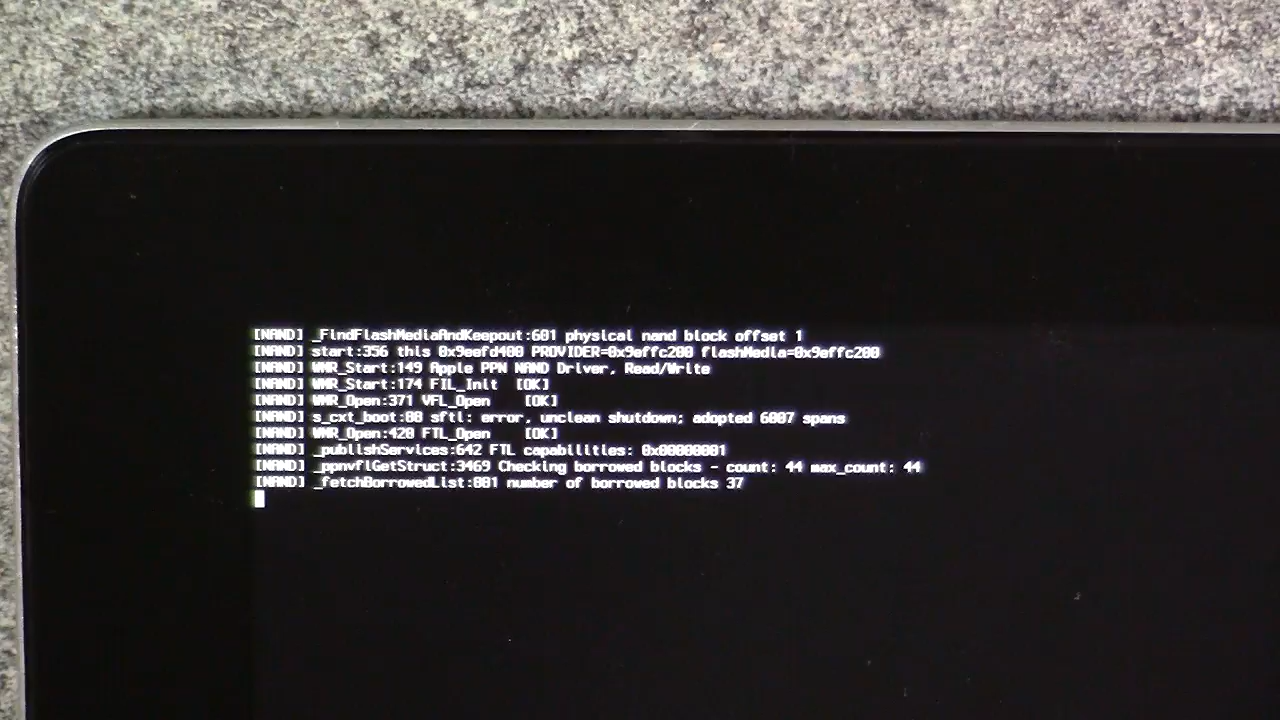 [NAND] _FindFlashMediaAndKeepout:601 physical nand block offset 1
[NAND] start:356 this 0x9eefd400 PROVIDER=0x9effc200 flashMedia=0x9effc200
[NAND] WMR_Start:149 Apple PPN NAND Driver, Read/Write
[NAND] WMR_Start:174 FIL_Init [OK]
[NAND] WMR_Open:371 VFL_Open [OK]
[NAND] s_cxt_boot:88 sftl: error, unclean shutdown; adopted 6007 spans
[NAND] WMR_Open:420 FTL_Open [OK]
[NAND] _publishServices:642 FTL capabilities: 0x00000001
[NAND] _ppnvflGetStruct:3469 Checking borrowed blocks - count: 44 max_count: 44
[NAND] _fetchBorrowedList:801 number of borrowed blocks 37